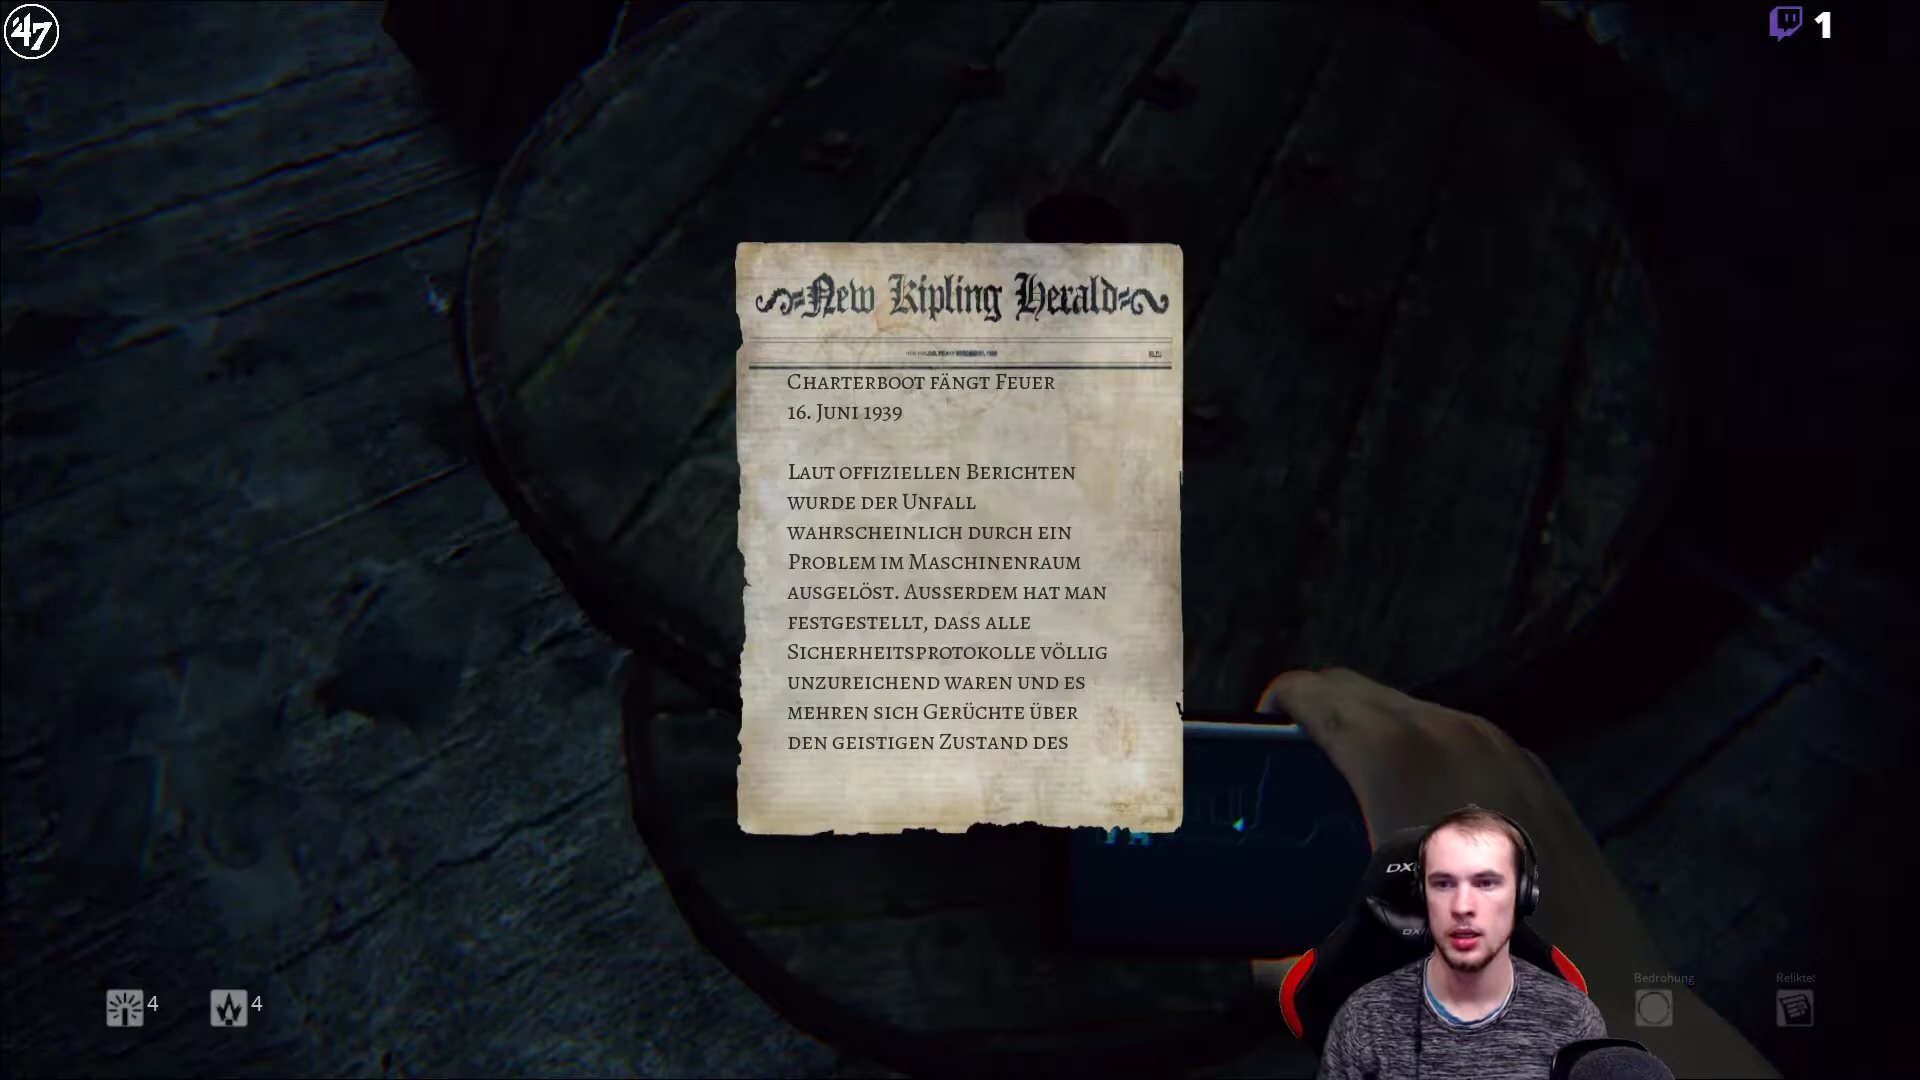 47
1
New Kipling Herald
Charterboot fängt Feuer
16. Juni 1939
Laut offiziellen Berichten
wurde der Unfall
wahrscheinlich durch ein
Problem im Maschinenraum
ausgelöst. Ausserdem hat man
festgestellt, dass alle
Sicherheitsprotokolle völlig
unzureichend waren und es
mehren sich Gerüchte über
den geistigen Zustand des
4
4
Bedrohung
Relikte: